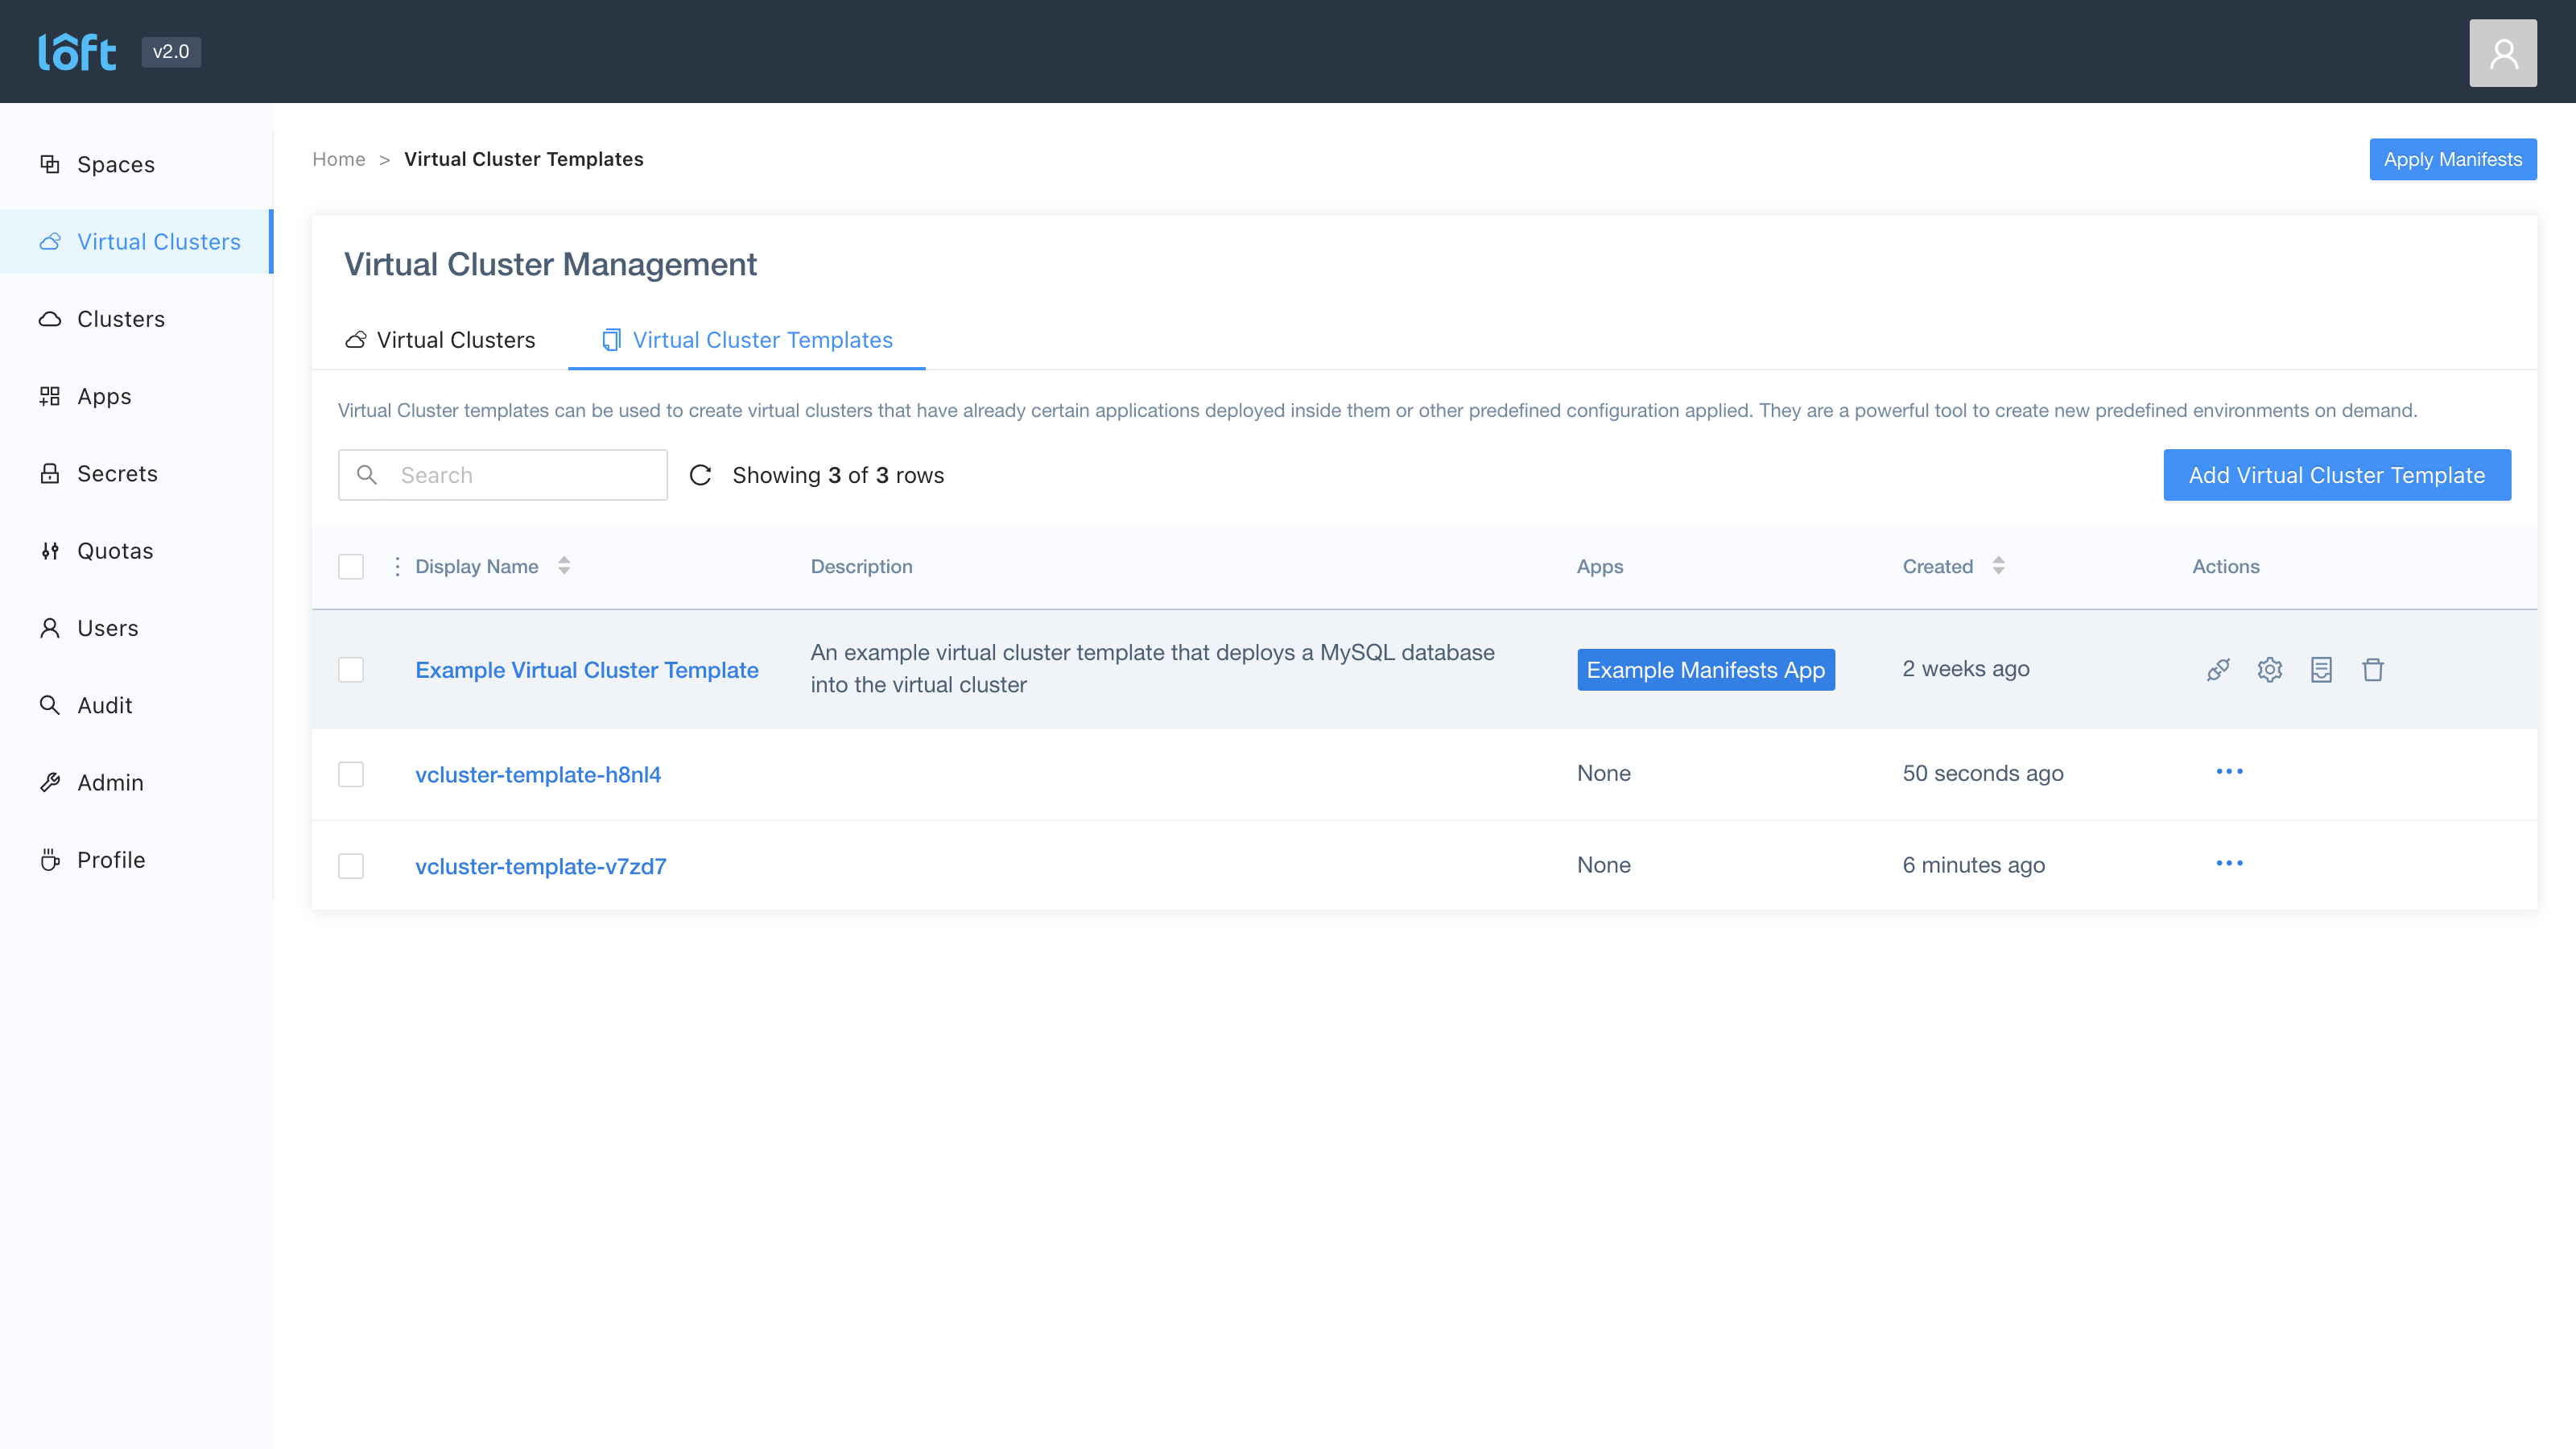 loft v2.0
Spaces
Virtual Clusters
Clusters
Apps
Secrets
Quotas
Users
Audit
Admin
Profile
Home > Virtual Cluster Templates
Apply Manifests
Virtual Cluster Management
Virtual Clusters Virtual Cluster Templates
Virtual Cluster templates can be used to create virtual clusters that have already certain applications deployed inside them or other predefined configuration applied. They are a powerful tool to create new predefined environments on demand.
Search Showing 3 of 3 rows Add Virtual Cluster Template
Display Name Description Apps Created Actions
Example Virtual Cluster Template
An example virtual cluster template that deploys a MySQL database
into the virtual cluster
Example Manifests App
2 weeks ago
vcluster-template-h8nl4 None 50 seconds ago
vcluster-template-v7zd7 None 6 minutes ago